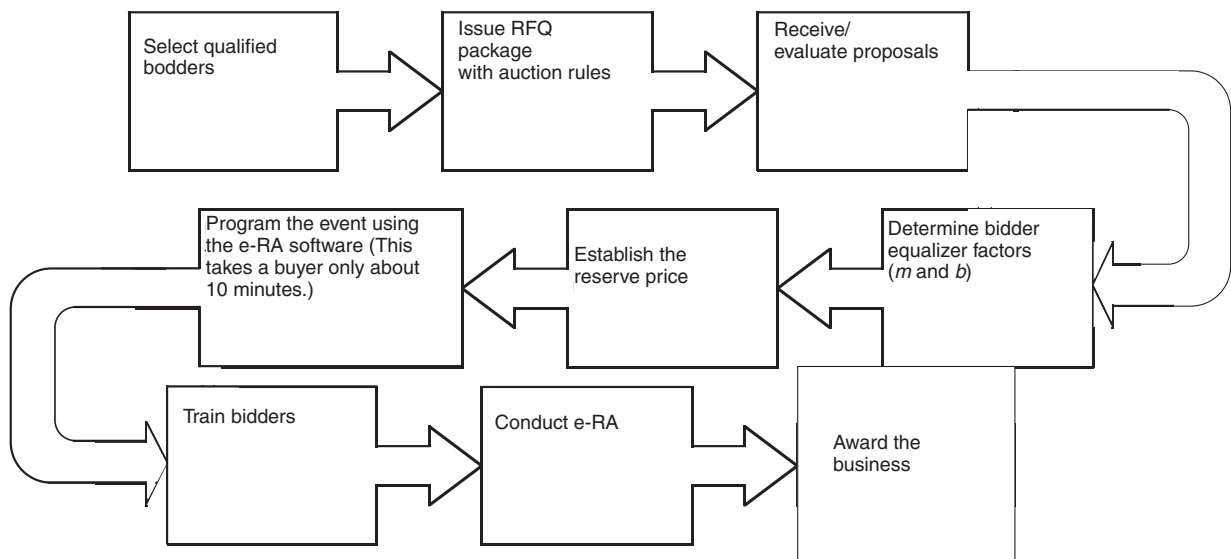 Select qualified
bodders
Issue RFQ
package
with auction rules
Receive/
evaluate proposals
Determine bidder
equalizer factors
(m and b)
Establish the
reserve price
Program the event using
the e-RA software (This
takes a buyer only about
10 minutes.)
Train bidders
Conduct e-RA
Award the
business